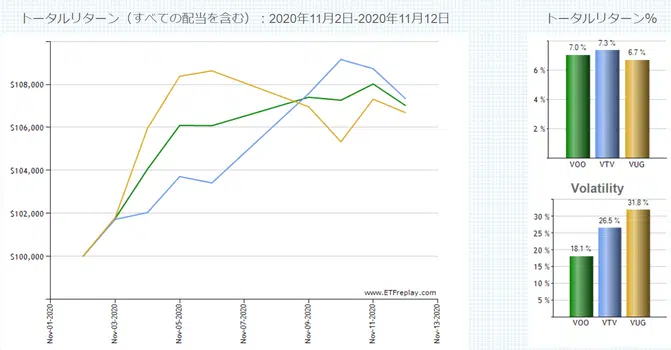 トータルリターン（すべての配当を含む）：2020年11月2日-2020年11月12日
$108,000
$106,000
$104,000
$102,000
$100,000
www.ETFreplay.com
Nov-01-2020
Nov-03-2020
Nov-05-2020
Nov-07-2020
Nov-09-2020
Nov-11-2020
Nov-13-2020
トータルリターン%
7.0 %
7.3 %
6.7 %
6 %
4 %
2 %
VOO
VTV
VUG
Volatility
18.1 %
26.5 %
31.8 %
35 %
30 %
25 %
20 %
15 %
10 %
5 %
VOO
VTV
VUG